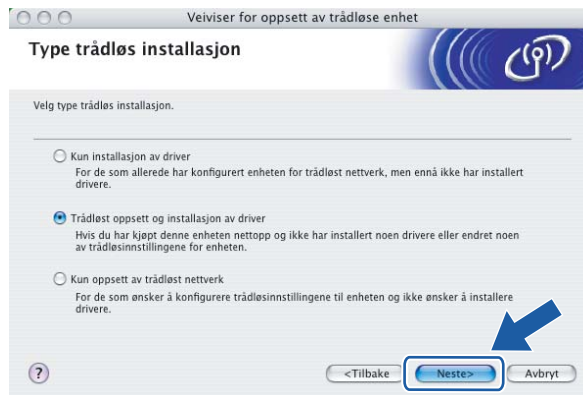 Veiviser for oppsett av trådløse enhet
Type trådløs installasjon
Velg type trådløs installasjon.
Kun installasjon av driver
For de som allerede har konfigurert enheten for trådløst nettverk, men ennå ikke har installert
drivere.
Trådløst oppsett og installasjon av driver
Hvis du har kjøpt denne enheten nettopp og ikke har installert noen drivere eller endret noen
av trådløsinnstillingene for enheten.
Kun oppsett av trådløst nettverk
For de som ønsker å konfigurere trådløsinnstillingene til enheten og ikke ønsker å installere
drivere.
? <Tilbake Neste> Avbryt